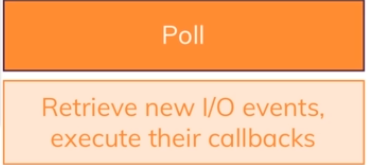 Poll
Retrieve new I/O events,
execute their callbacks